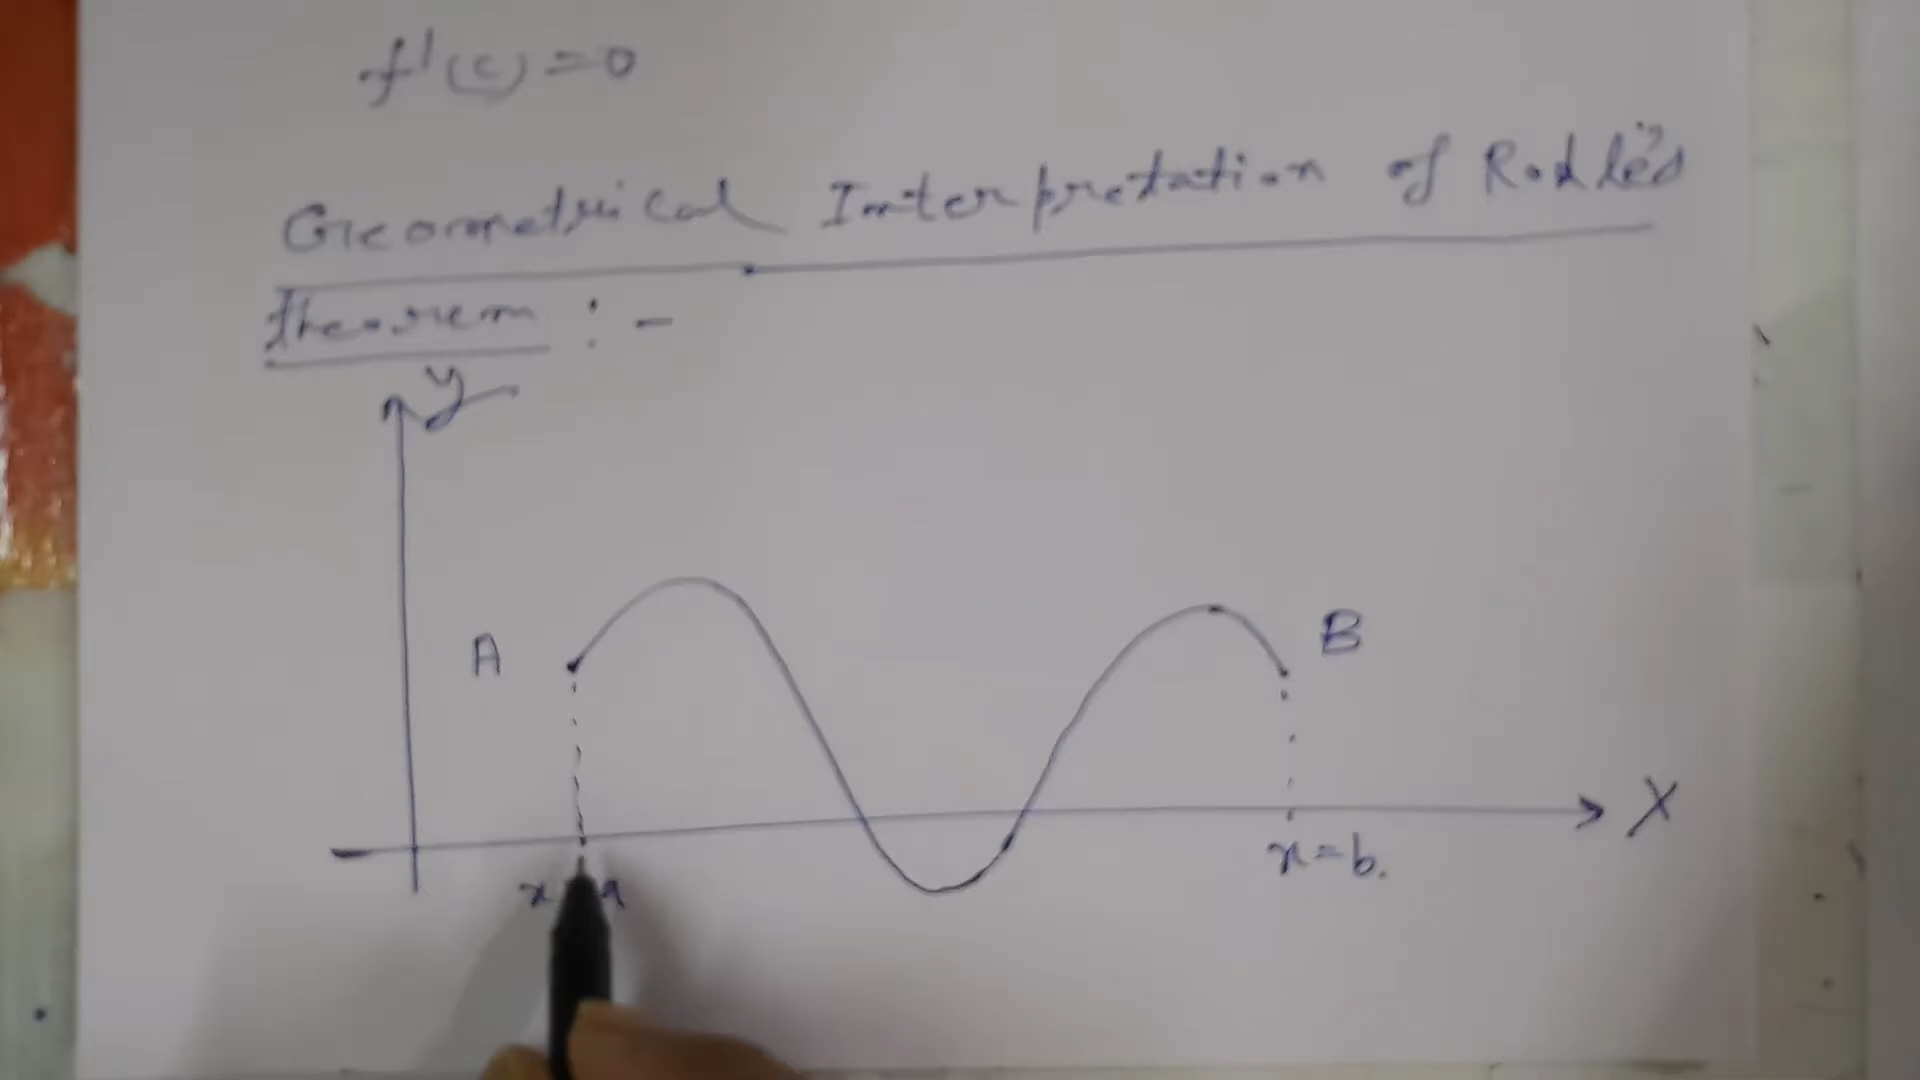 f'(c) = 0
Geometrical Interpretation of Rolle's
theorem : -
y
A
B
X
x = b.
x a